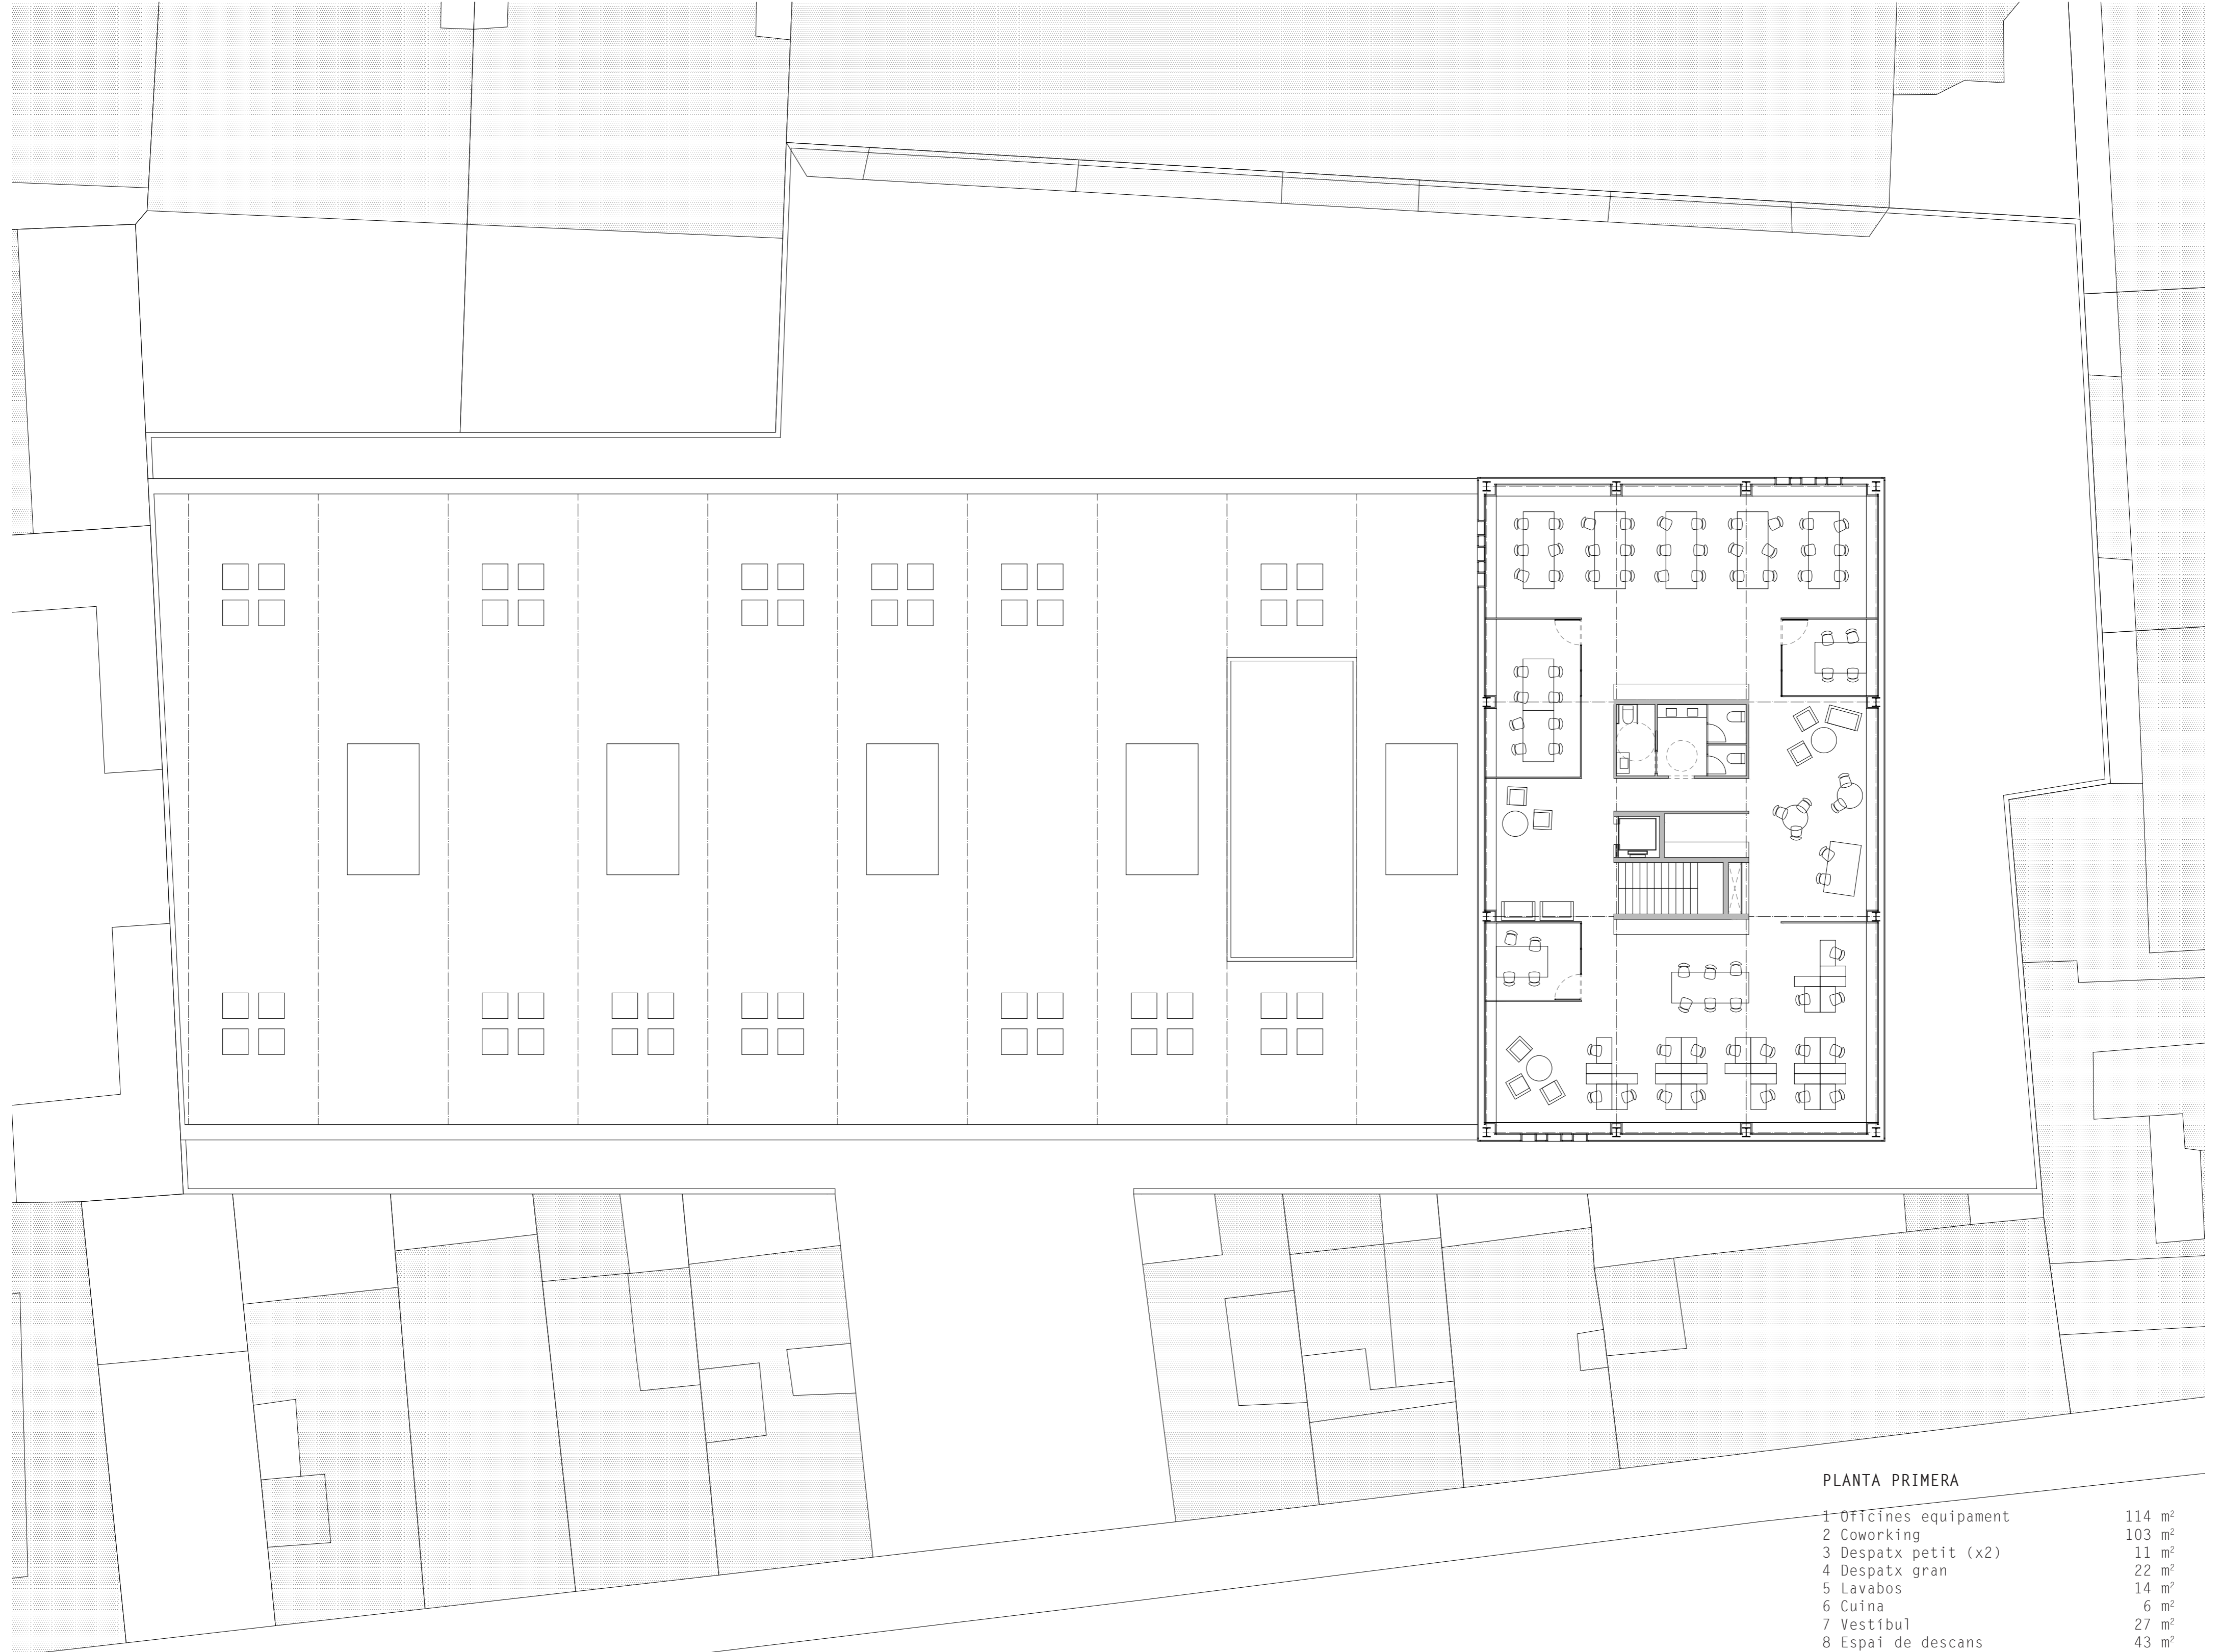 PLANTA PRIMERA
1 Oficines equipament 114 m²
2 Coworking 103 m²
3 Despatx petit (x2) 11 m²
4 Despatx gran 22 m²
5 Lavabos 14 m²
6 Cuina 6 m²
7 Vestíbul 27 m²
8 Espai de descans 43 m²